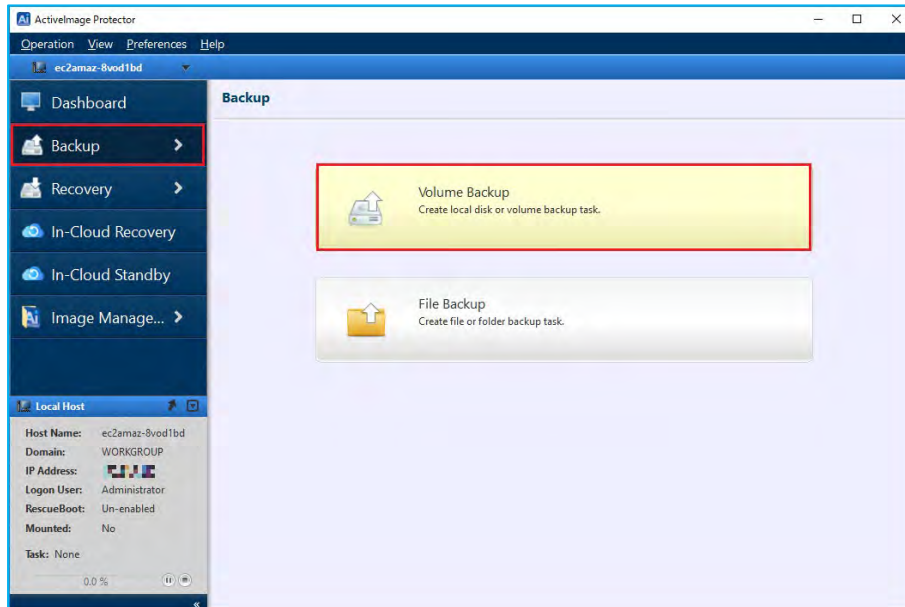 Ai ActiveImage Protector
Operation View Preferences Help
ec2amaz-8vod1bd
Dashboard
Backup
Recovery
In-Cloud Recovery
In-Cloud Standby
Ai Image Manage...
Local Host
Host Name: ec2amaz-8vod1bd
Domain: WORKGROUP
IP Address:
Logon User: Administrator
RescueBoot: Un-enabled
Mounted: No
Task: None
0.0 %
Backup
Volume Backup
Create local disk or volume backup task.
File Backup
Create file or folder backup task.